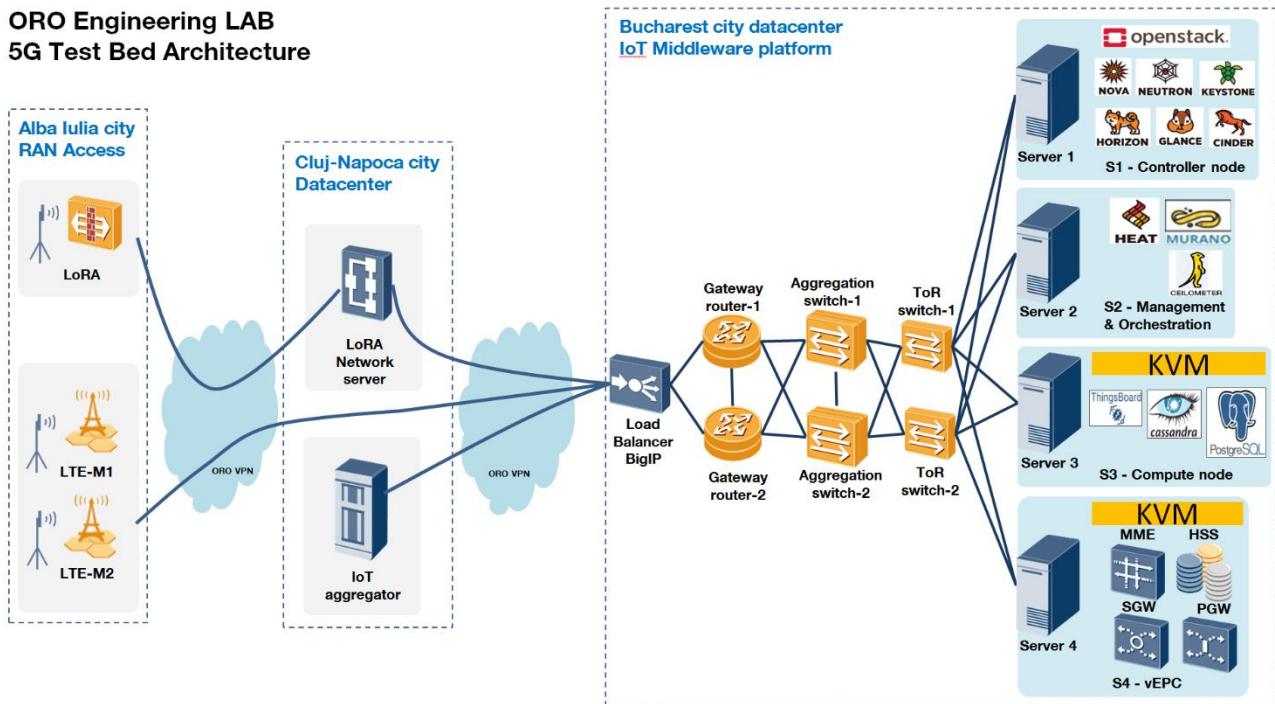 ORO Engineering LAB
5G Test Bed Architecture
Alba Iulia city
RAN Access
LoRA
LTE-M1
LTE-M2
ORO VPN
Cluj-Napoca city
Datacenter
LoRA
Network
server
IoT
aggregator
ORO VPN
Bucharest city datacenter
IoT Middleware platform
Load
Balancer
BigIP
Gateway
router-1
Gateway
router-2
Aggregation
switch-1
Aggregation
switch-2
ToR
switch-1
ToR
switch-2
Server 1
openstack.
NOVA NEUTRON KEYSTONE
HORIZON GLANCE CINDER
S1 - Controller node
Server 2
HEAT MURANO
CEILOMETER
S2 - Management
& Orchestration
Server 3
KVM
ThingsBoard
cassandra
PostgreSQL
S3 - Compute node
Server 4
KVM
MME HSS
SGW PGW
S4 - vEPC